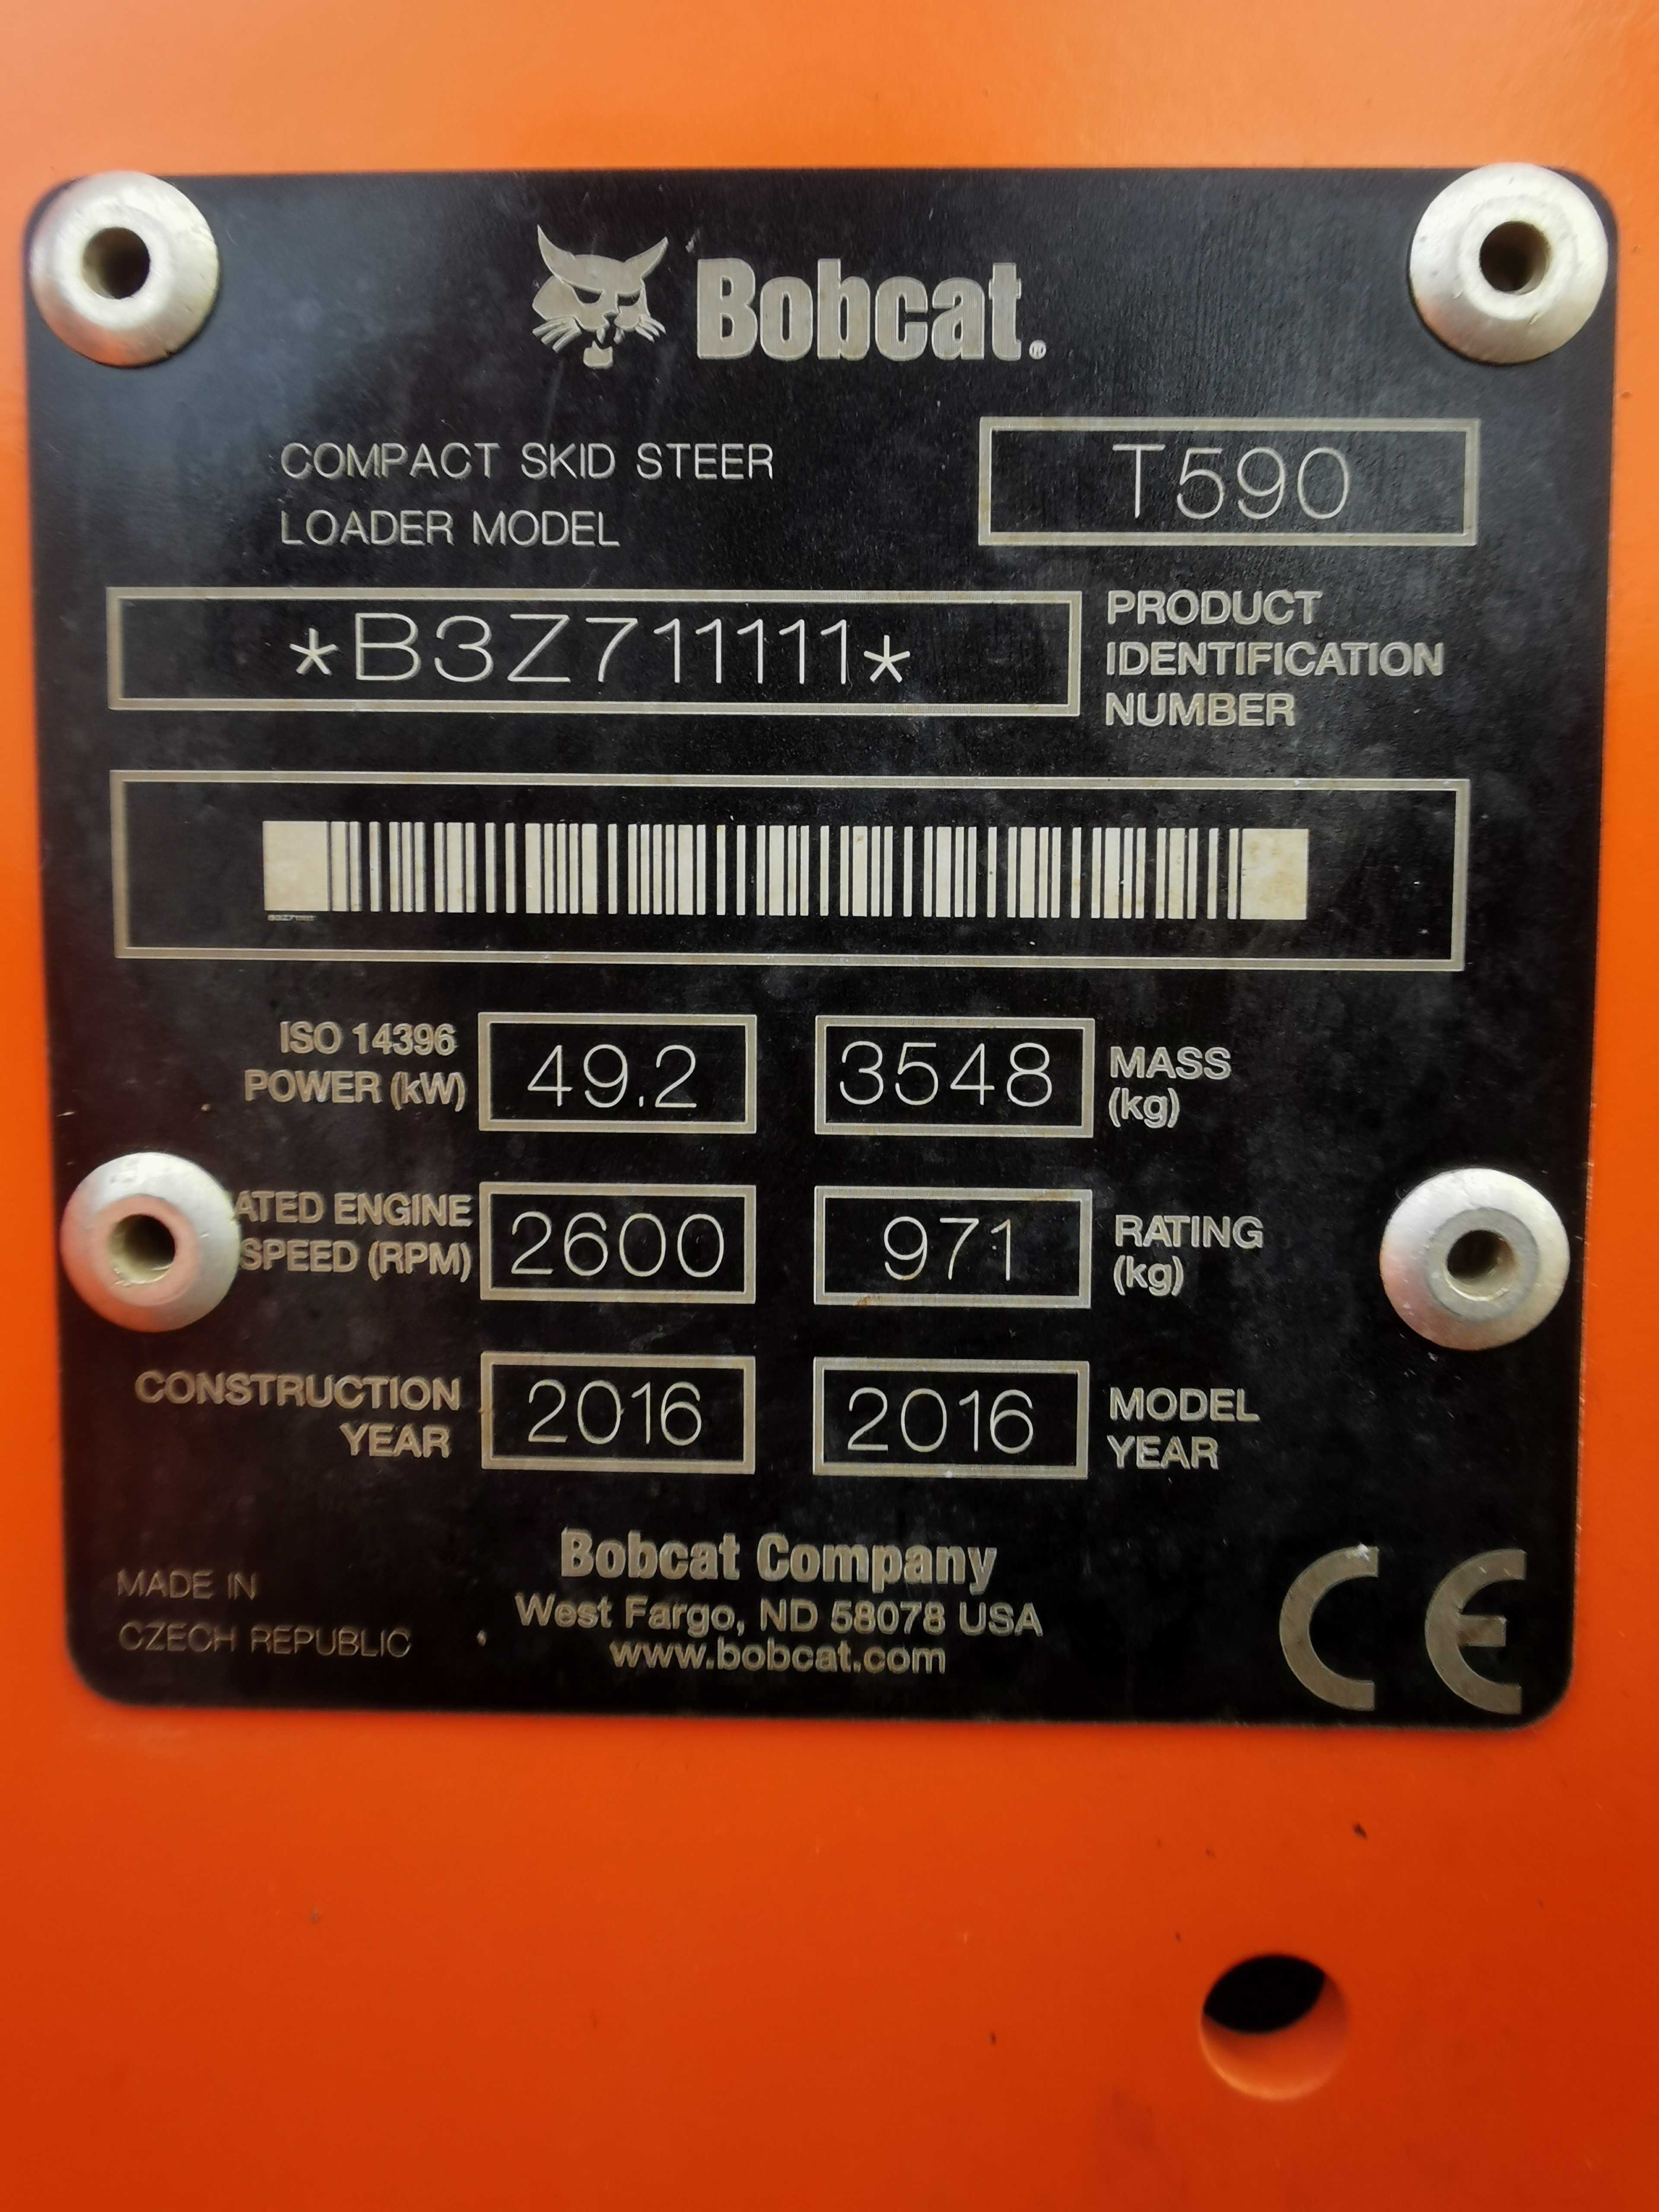 Bobcat®
COMPACT SKID STEER
LOADER MODEL
T590
*B3Z711111*
PRODUCT
IDENTIFICATION
NUMBER
B3Z711111
ISO 14396
POWER (kW)
49.2
3548
MASS
(kg)
ATED ENGINE
SPEED (RPM)
2600
971
RATING
(kg)
CONSTRUCTION
YEAR
2016
2016
MODEL
YEAR
Bobcat Company
West Fargo, ND 58078 USA
www.bobcat.com
MADE IN
CZECH REPUBLIC
CE